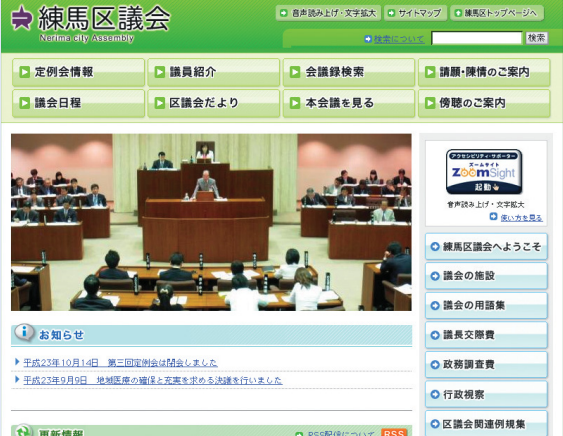 練馬区議会
Nerima city Assembly
音声読み上げ・文字拡大
サイトマップ
練馬区トップページへ
検索について
検索
定例会情報
議員紹介
会議録検索
請願・陳情のご案内
議会日程
区議会だより
本会議を見る
傍聴のご案内
アクセシビリティ・サポーター
ズームサイト
ZoomSight
起動
音声読み上げ・文字拡大
使い方を見る
練馬区議会へようこそ
議会の施設
議会の用語集
議長交際費
政務調査費
行政視察
区議会関連例規集
お知らせ
平成23年10月14日 第三回定例会は閉会しました
平成23年9月9日 地域医療の確保と充実を求める決議を行いました
更新情報
RSS配信について
RSS